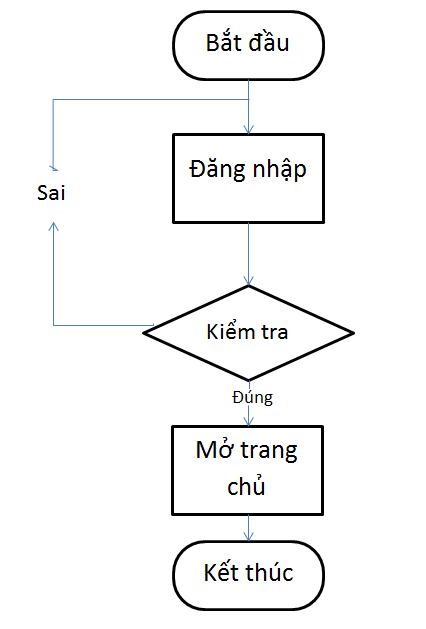 Bắt đầu
Đăng nhập
Sai
Kiểm tra
Đúng
Mở trang
chủ
Kết thúc